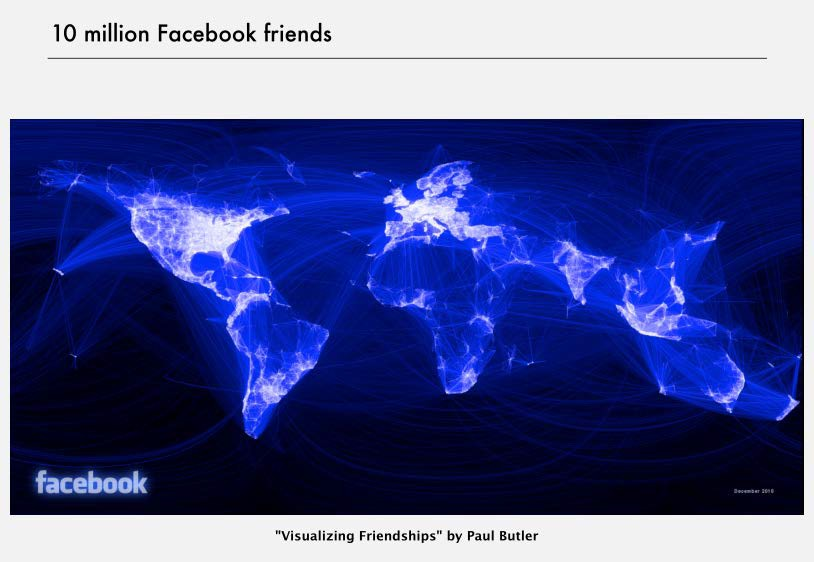 10 million Facebook friends
facebook
December 2010
"Visualizing Friendships" by Paul Butler